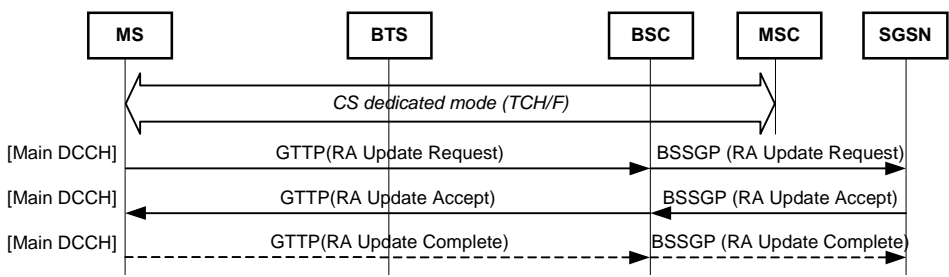 MS BTS BSC MSC SGSN
CS dedicated mode (TCH/F)
[Main DCCH] GTTP(RA Update Request) BSSGP (RA Update Request)
[Main DCCH] GTTP(RA Update Accept) BSSGP (RA Update Accept)
[Main DCCH] GTTP(RA Update Complete) BSSGP (RA Update Complete)